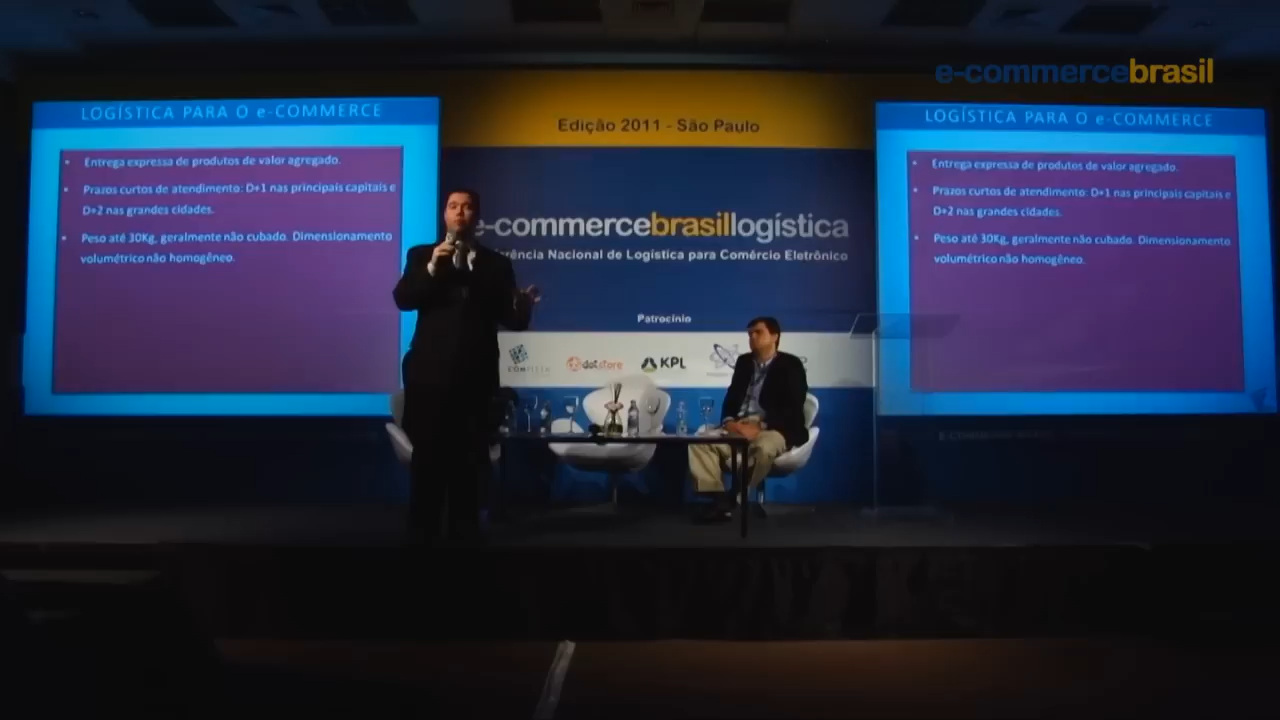 e-commercebrasil
LOGÍSTICA PARA O e-COMMERCE
• Entrega expressa de produtos de valor agregado.
• Prazos curtos de atendimento: D+1 nas principais capitais e
D+2 nas grandes cidades.
• Peso até 30Kg, geralmente não cubado. Dimensionamento
volumétrico não homogêneo.
Edição 2011 - São Paulo
e-commercebrasillogística
rência Nacional de Logística para Comércio Eletrônico
Patrocínio
dotstore
KPL
LOGÍSTICA PARA O e-COMMERCE
• Entrega expressa de produtos de valor agregado.
• Prazos curtos de atendimento: D+1 nas principais capitais e
D+2 nas grandes cidades.
• Peso até 30Kg, geralmente não cubado. Dimensionamento
volumétrico não homogêneo.